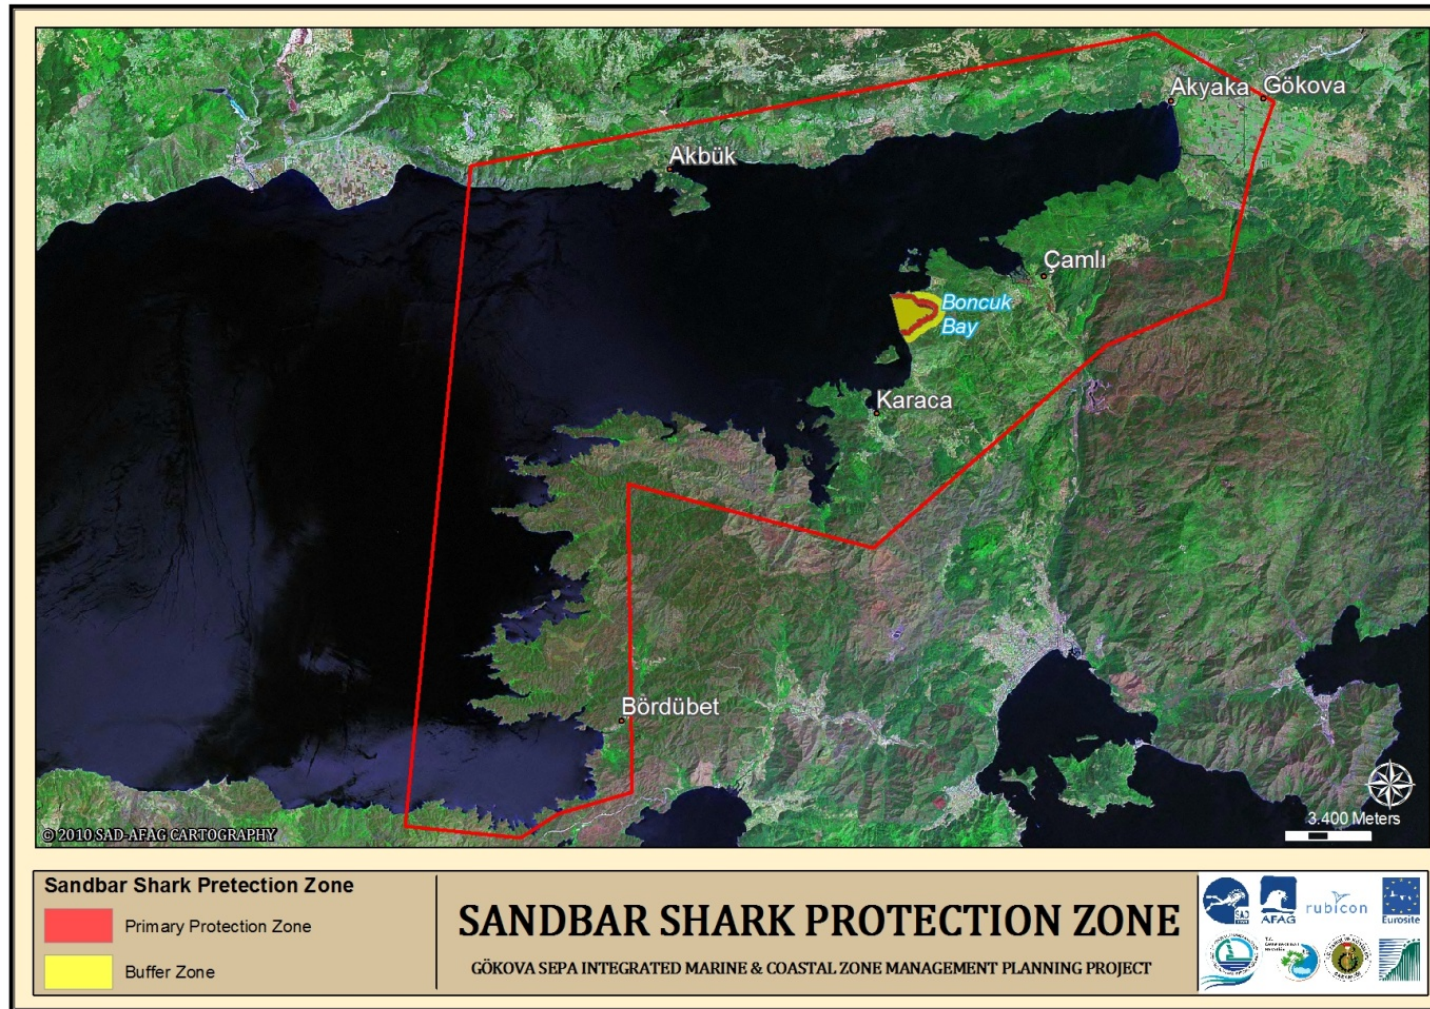 Akyaka
Gökova
Akbük
Çamlı
Boncuk
Bay
Karaca
Bördübet
3.400 Meters
© 2010 SAD-AFAG CARTOGRAPHY
Sandbar Shark Pretection Zone
Primary Protection Zone
Buffer Zone
SANDBAR SHARK PROTECTION ZONE
GÖKOVA SEPA INTEGRATED MARINE & COASTAL ZONE MANAGEMENT PLANNING PROJECT
SAD
AFAG
rubicon
Eurosite